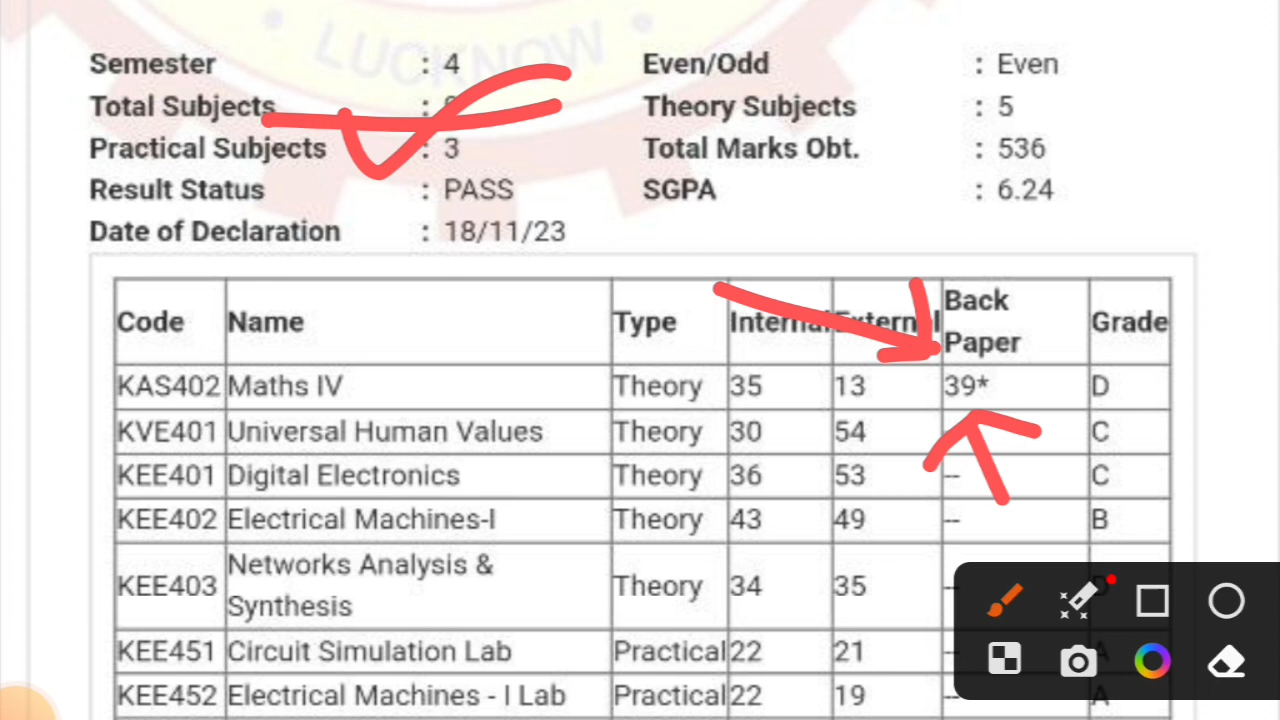 LUCKNOW
Semester : 4 Even/Odd : Even
Total Subjects : Theory Subjects : 5
Practical Subjects : 3 Total Marks Obt. : 536
Result Status : PASS SGPA : 6.24
Date of Declaration : 18/11/23
Code Name Type Internal External Back Paper Grade
KAS402 Maths IV Theory 35 13 39* D
KVE401 Universal Human Values Theory 30 54 C
KEE401 Digital Electronics Theory 36 53 -- C
KEE402 Electrical Machines-I Theory 43 49 -- B
KEE403 Networks Analysis & Synthesis Theory 34 35 -- D
KEE451 Circuit Simulation Lab Practical 22 21 -- A
KEE452 Electrical Machines - I Lab Practical 22 19 -- A